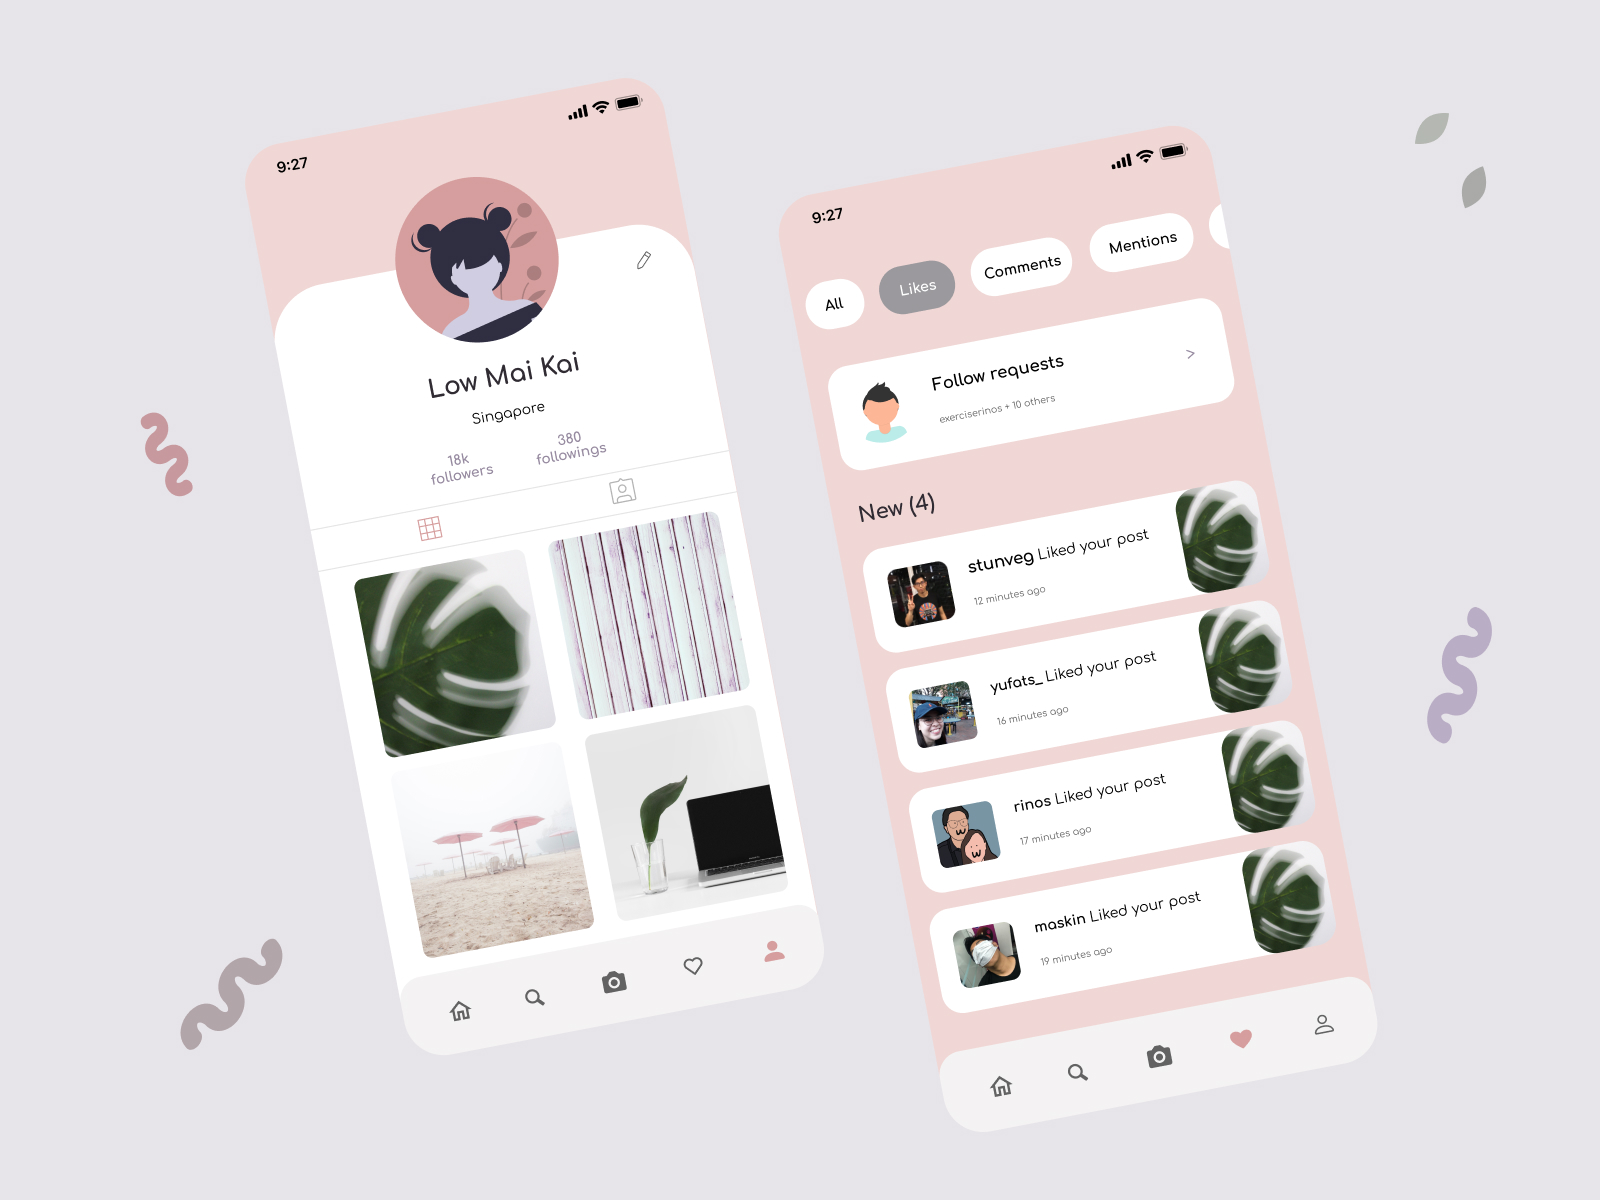 9:27
Low Mai Kai
Singapore
18k
followers
380
followings
9:27
All
Likes
Comments
Mentions
Follow requests
>
exerciserinos + 10 others
New (4)
stunveg Liked your post
12 minutes ago
yufats_ Liked your post
16 minutes ago
rinos Liked your post
17 minutes ago
maskin Liked your post
19 minutes ago